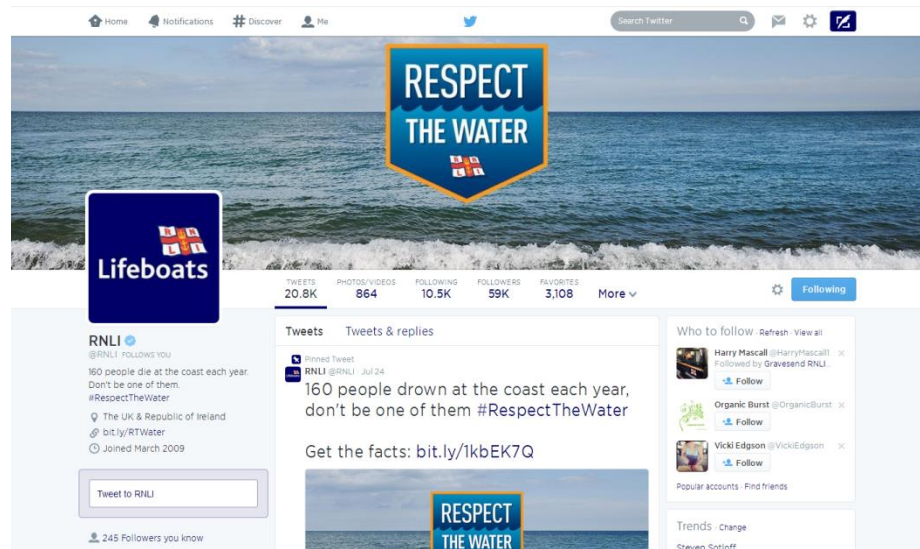 Home Notifications Discover Me Search Twitter
RESPECT
THE WATER
RN
LI
Lifeboats
TWEETS PHOTOS/VIDEOS FOLLOWING FOLLOWERS FAVORITES
20.8K 864 10.5K 59K 3,108 More
Following
RNLI
@RNLI FOLLOWS YOU
160 people die at the coast each year.
Don't be one of them.
#RespectTheWater
The UK & Republic of Ireland
bit.ly/RTWater
Joined March 2009
Tweet to RNLI
245 Followers you know
Tweets Tweets & replies
Pinned Tweet
RNLI @RNLI · Jul 24
160 people drown at the coast each year,
don't be one of them #RespectTheWater
Get the facts: bit.ly/1kbEK7Q
RESPECT
THE WATER
Who to follow · Refresh · View all
Harry Mascall @HarryMascall1
Followed by Gravesend RNLI..
Follow
Organic Burst @OrganicBurst
Follow
Vicki Edgson @VickiEdgson
Follow
Popular accounts · Find friends
Trends · Change
Steven Sotloff